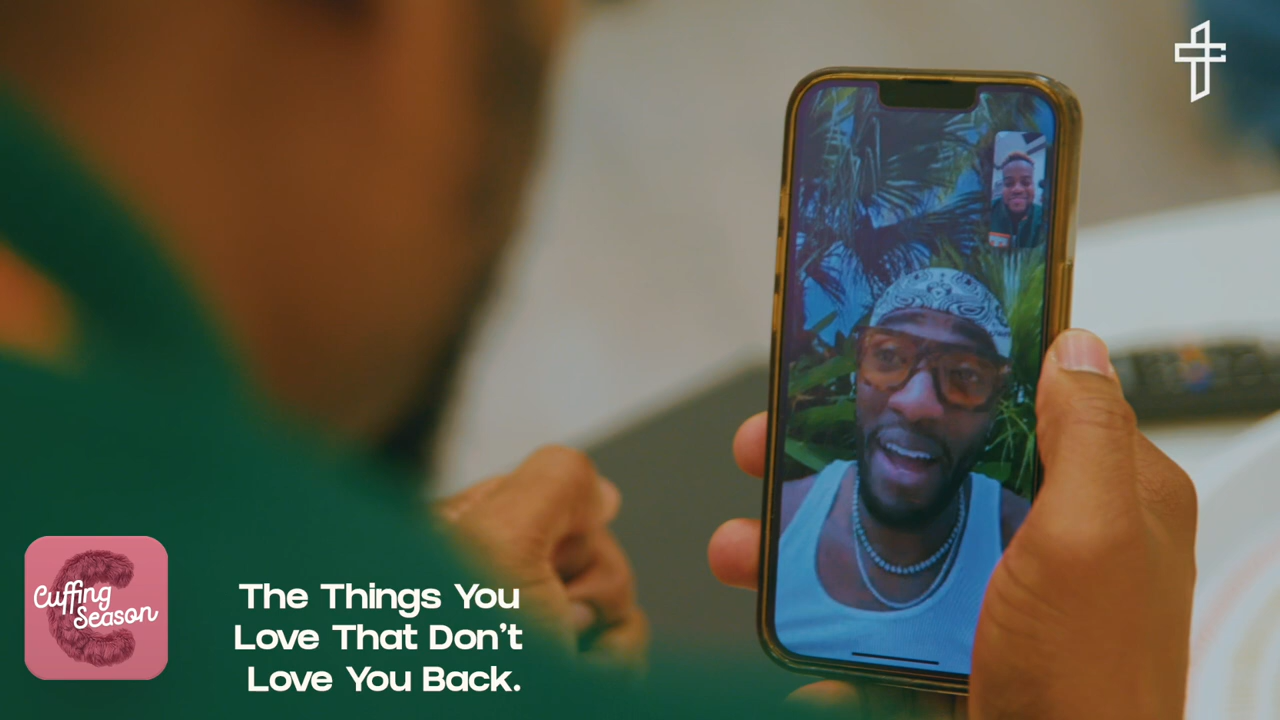 Cuffing
Season
The Things You
Love That Don't
Love You Back.